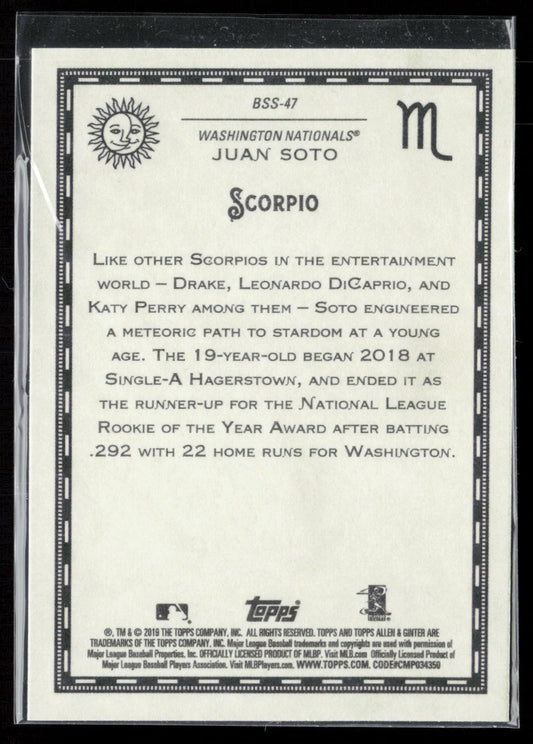 BSS-47
WASHINGTON NATIONALS®
JUAN SOTO
SCORPIO
LIKE OTHER SCORPIOS IN THE ENTERTAINMENT
WORLD – DRAKE, LEONARDO DICAPRIO, AND
KATY PERRY AMONG THEM – SOTO ENGINEERED
A METEORIC PATH TO STARDOM AT A YOUNG
AGE. THE 19-YEAR-OLD BEGAN 2018 AT
SINGLE-A HAGERSTOWN, AND ENDED IT AS
THE RUNNER-UP FOR THE NATIONAL LEAGUE
ROOKIE OF THE YEAR AWARD AFTER BATTING
.292 WITH 22 HOME RUNS FOR WASHINGTON.
TOPPS
®, TM & © 2019 THE TOPPS COMPANY, INC. ALL RIGHTS RESERVED. TOPPS AND TOPPS ALLEN & GINTER ARE
TRADEMARKS OF THE TOPPS COMPANY, INC. Major League Baseball trademarks and copyrights are used with permission of
Major League Baseball Properties, Inc. OFFICIALLY LICENSED PRODUCT OF MLBP. Visit MLB.com Officially Licensed Product of
Major League Baseball Players Association. Visit MLBPlayers.com. WWW.TOPPS.COM. CODE#CMP034350